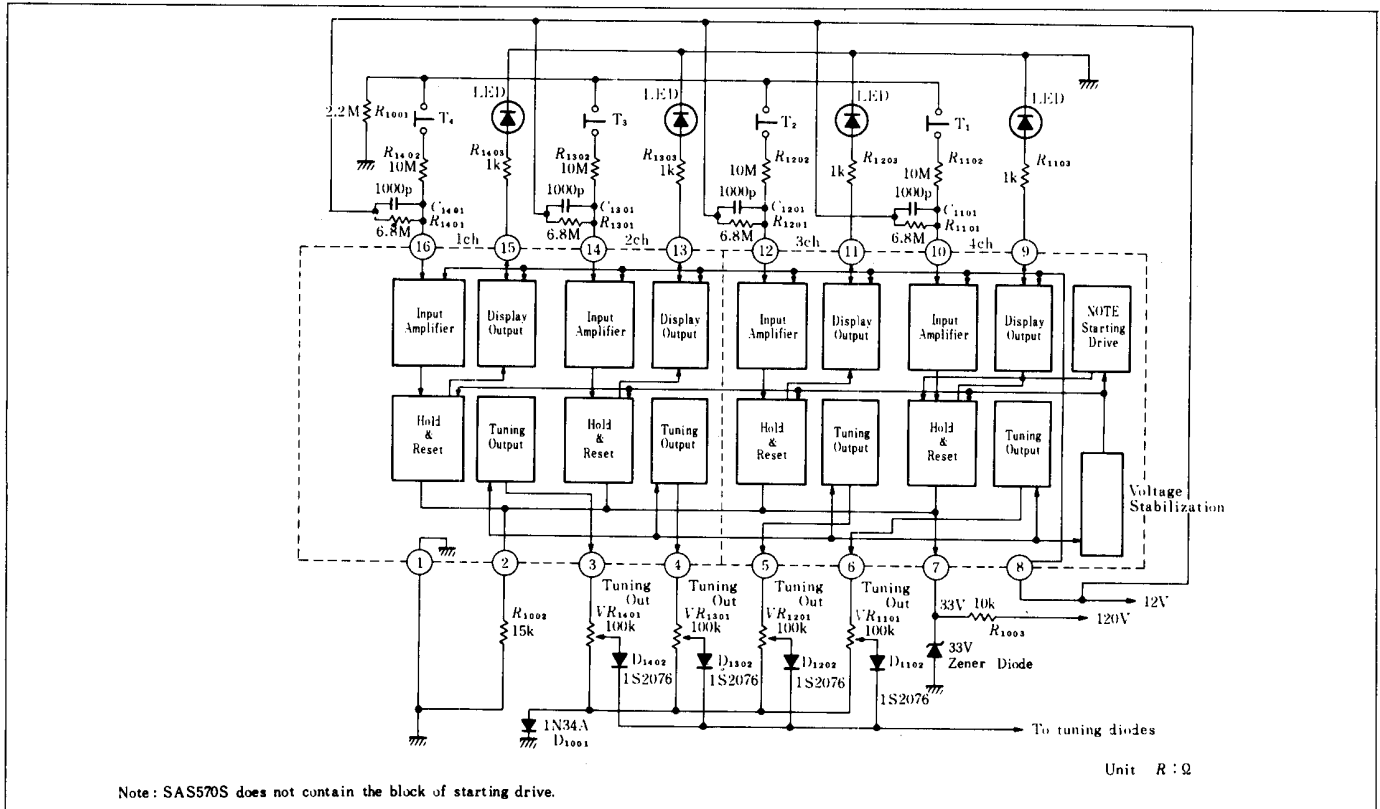 LED LED LED LED
2.2M R1001 T4 T3 T2 T1
R1402 10M R1403 1k R1302 10M R1303 1k 10M R1202 R1203 1k 10M R1102 R1103 1k
1000p C1401 1000p C1301 1000p C1201 1000p C1101
R1401 R1301 R1201 R1101
6.8M 6.8M 6.8M 6.8M
16 1ch 15 14 2ch 13 12 3ch 11 10 4ch 9
Input Amplifier
Display Output
Input Amplifier
Display Output
Input Amplifier
Display Output
Input Amplifier
Display Output
NOTE Starting Drive
Hold & Reset
Tuning Output
Hold & Reset
Tuning Output
Hold & Reset
Tuning Output
Hold & Reset
Tuning Output
Voltage Stabilization
1 2 3 4 5 6 7 8
Tuning Out
Tuning Out
Tuning Out
Tuning Out
R1002 15k
VR1401 100k
VR1301 100k
VR1201 100k
VR1101 100k
33V 10k R1003
12V
120V
33V Zener Diode
D1402 1S2076
D1302 1S2076
D1202 1S2076
D1102 1S2076
1N34A D1001
To tuning diodes
Unit R : Ω
Note : SAS570S does not contain the block of starting drive.